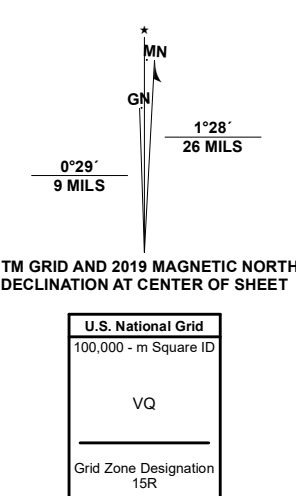 ★
MN
GN
1°28´
26 MILS
0°29´
9 MILS
TM GRID AND 2019 MAGNETIC NORTH
DECLINATION AT CENTER OF SHEET
U.S. National Grid
100,000 - m Square ID
VQ
Grid Zone Designation
15R